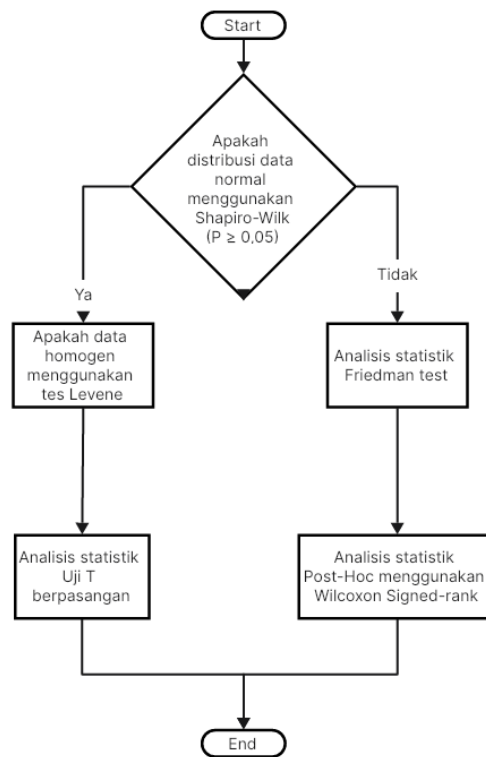 Start
Apakah
distribusi data
normal
menggunakan
Shapiro-Wilk
(P ≥ 0,05)
Ya
Tidak
Apakah data
homogen
menggunakan
tes Levene
Analisis statistik
Friedman test
Analisis statistik
Uji T
berpasangan
Analisis statistik
Post-Hoc menggunakan
Wilcoxon Signed-rank
End